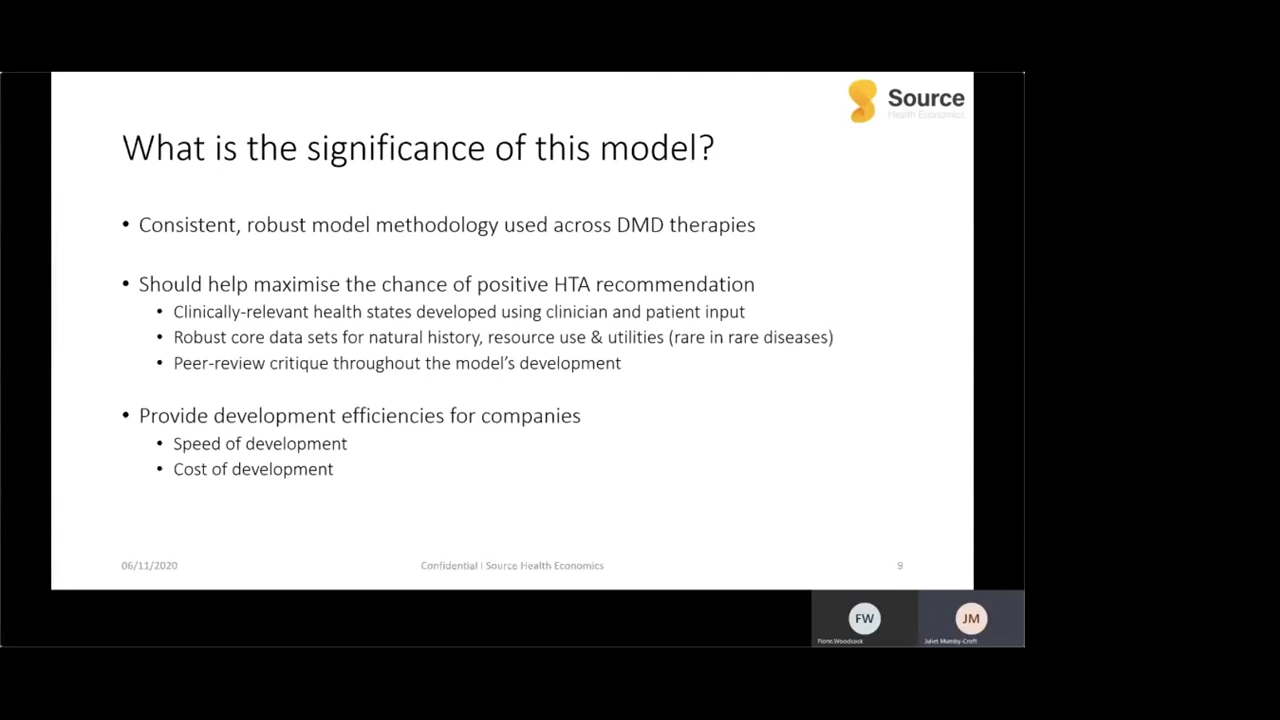 Source
Health Economics
What is the significance of this model?
• Consistent, robust model methodology used across DMD therapies
• Should help maximise the chance of positive HTA recommendation
• Clinically-relevant health states developed using clinician and patient input
• Robust core data sets for natural history, resource use & utilities (rare in rare diseases)
• Peer-review critique throughout the model's development
• Provide development efficiencies for companies
• Speed of development
• Cost of development
06/11/2020
Confidential | Source Health Economics
9
FW
JM
Fionn Woodcock
Juliet Mumby-Croft